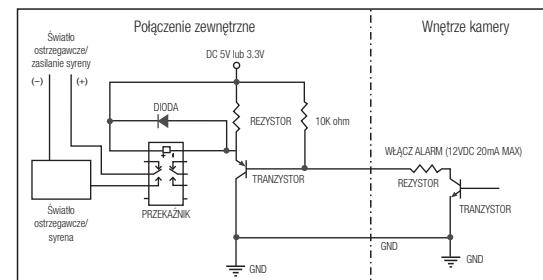 Połączenie zewnętrzne
Wnętrze kamery
Światło
ostrzegawcze/
zasilanie syreny
(−)
(+)
DC 5V lub 3.3V
DIODA
REZYSTOR
10K ohm
WŁĄCZ ALARM (12VDC 20mA MAX)
TRANZYSTOR
REZYSTOR
TRANZYSTOR
Światło
ostrzegawcze/
syrena
PRZEKAŹNIK
GND
GND
GND